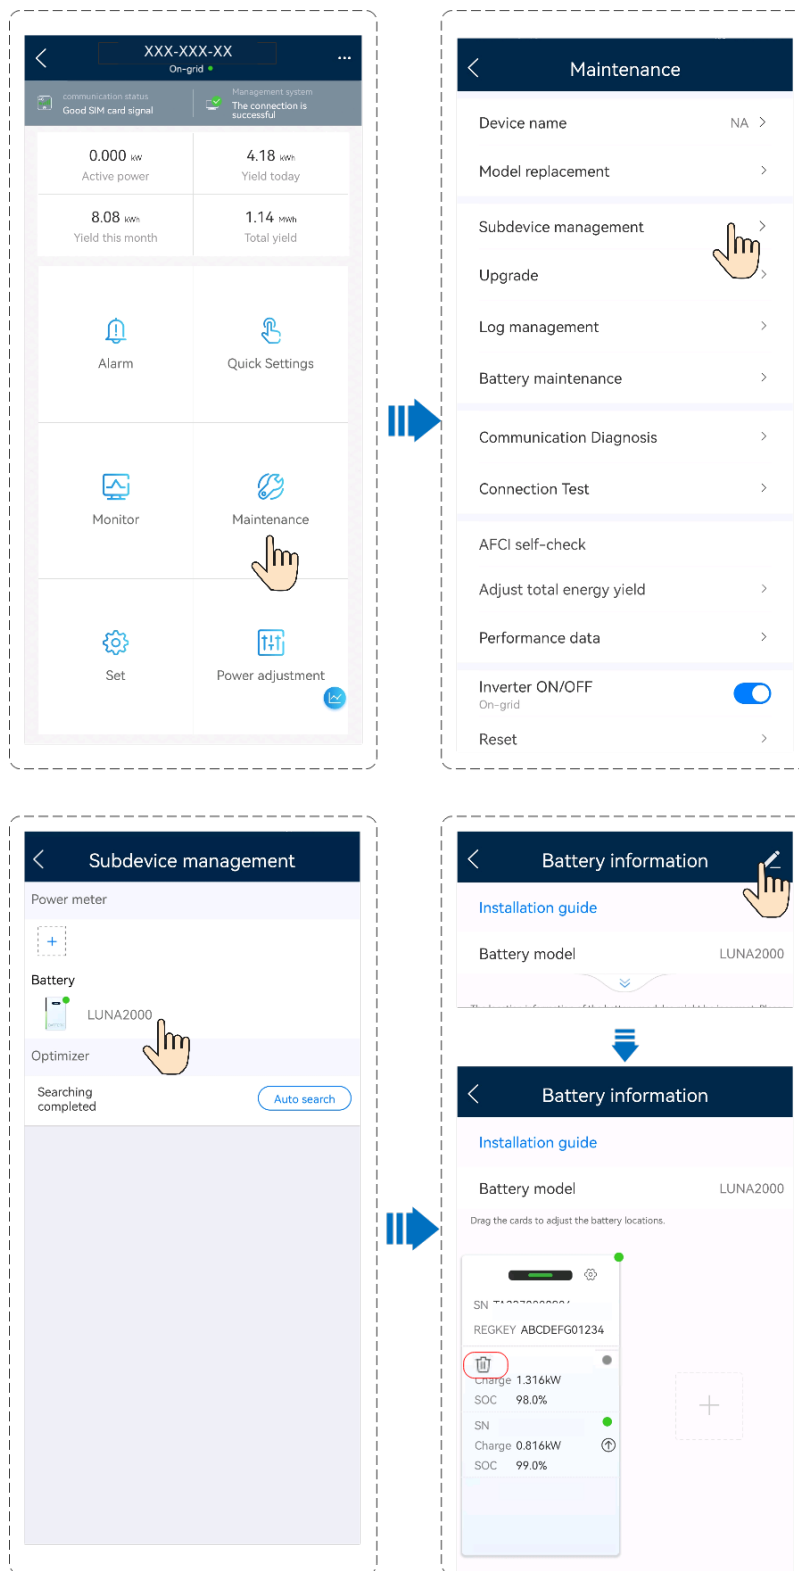 XXX-XXX-XX
On-grid
communication status
Good SIM card signal
Management system
The connection is
successful
0.000 kW
Active power
4.18 kWh
Yield today
8.08 kWh
Yield this month
1.14 MWh
Total yield
Alarm
Quick Settings
Monitor
Maintenance
Set
Power adjustment
Maintenance
Device name NA
Model replacement
Subdevice management
Upgrade
Log management
Battery maintenance
Communication Diagnosis
Connection Test
AFCI self-check
Adjust total energy yield
Performance data
Inverter ON/OFF
On-grid
Reset
Subdevice management
Power meter
Battery
LUNA2000
Optimizer
Searching
completed
Auto search
Battery information
Installation guide
Battery model LUNA2000
Battery information
Installation guide
Battery model LUNA2000
Drag the cards to adjust the battery locations.
SN
REGKEY ABCDEFG01234
Charge 1.316kW
SOC 98.0%
SN
Charge 0.816kW
SOC 99.0%